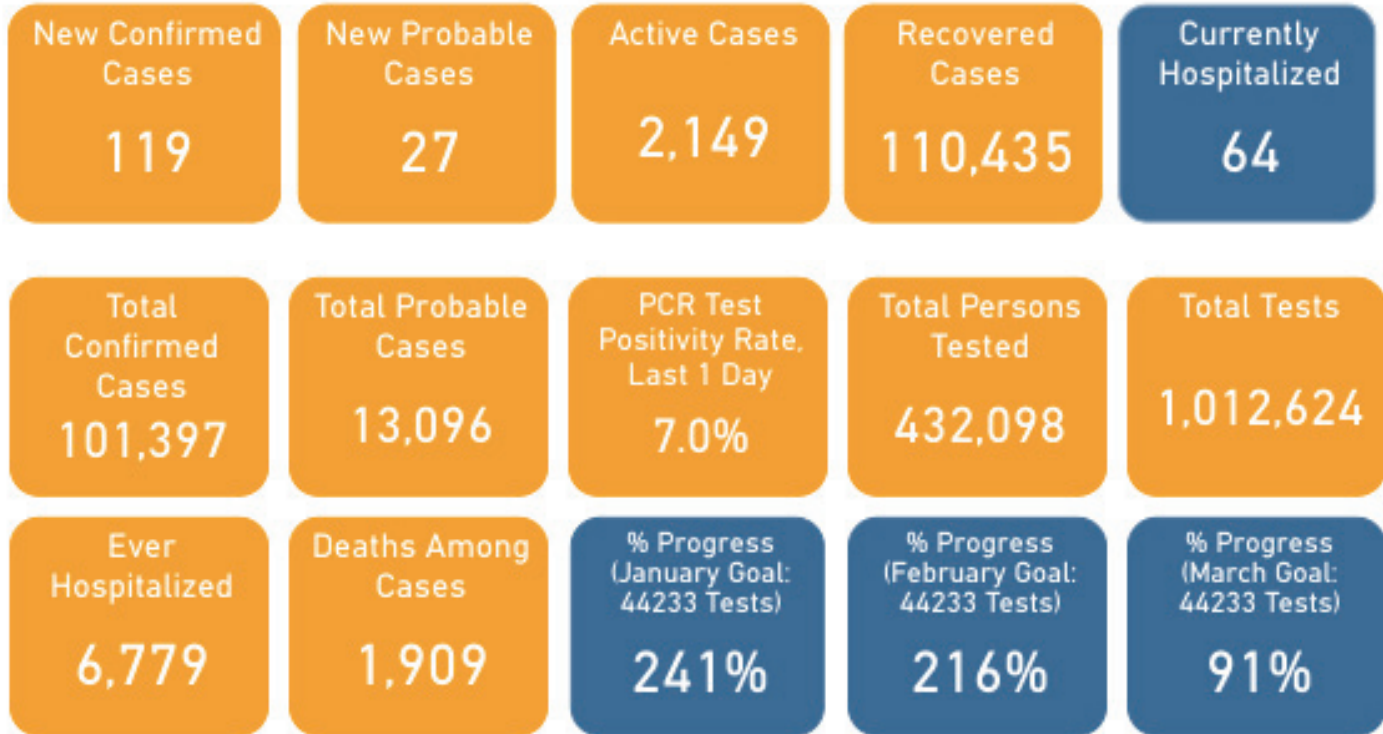 New Confirmed
Cases
119
New Probable
Cases
27
Active Cases
2,149
Recovered
Cases
110,435
Currently
Hospitalized
64
Total
Confirmed
Cases
101,397
Total Probable
Cases
13,096
PCR Test
Positivity Rate,
Last 1 Day
7.0%
Total Persons
Tested
432,098
Total Tests
1,012,624
Ever
Hospitalized
6,779
Deaths Among
Cases
1,909
% Progress
(January Goal:
44233 Tests)
241%
% Progress
(February Goal:
44233 Tests)
216%
% Progress
(March Goal:
44233 Tests)
91%